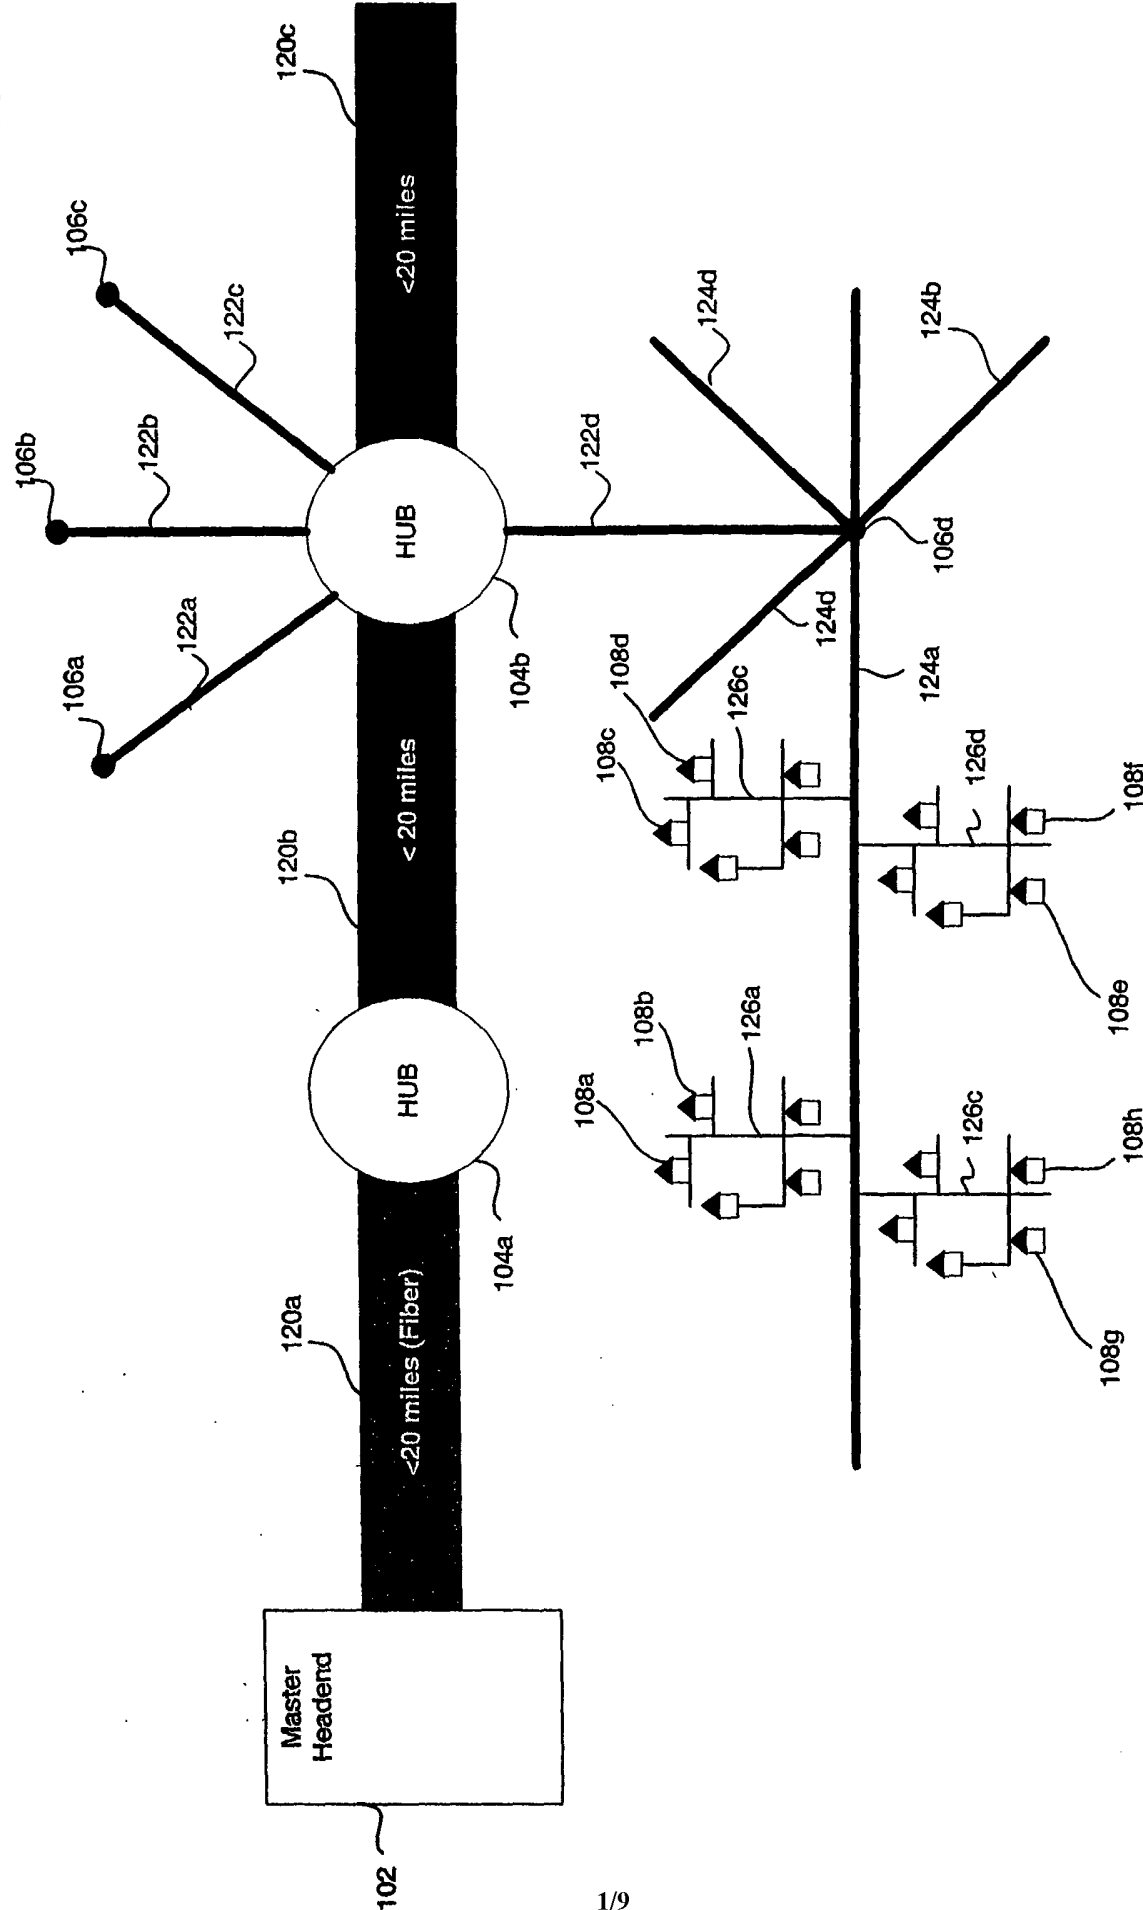 120c
106c
<20 miles
122c
124d
124b
106b
122b
122d
HUB
106d
106a
122a
104b
108d
124d
124a
126c
108c
< 20 miles
126d
108f
120b
108e
108b
126a
HUB
108a
126c
108h
104a
120a
<20 miles (Fiber)
108g
Master
Headend
102
1/9